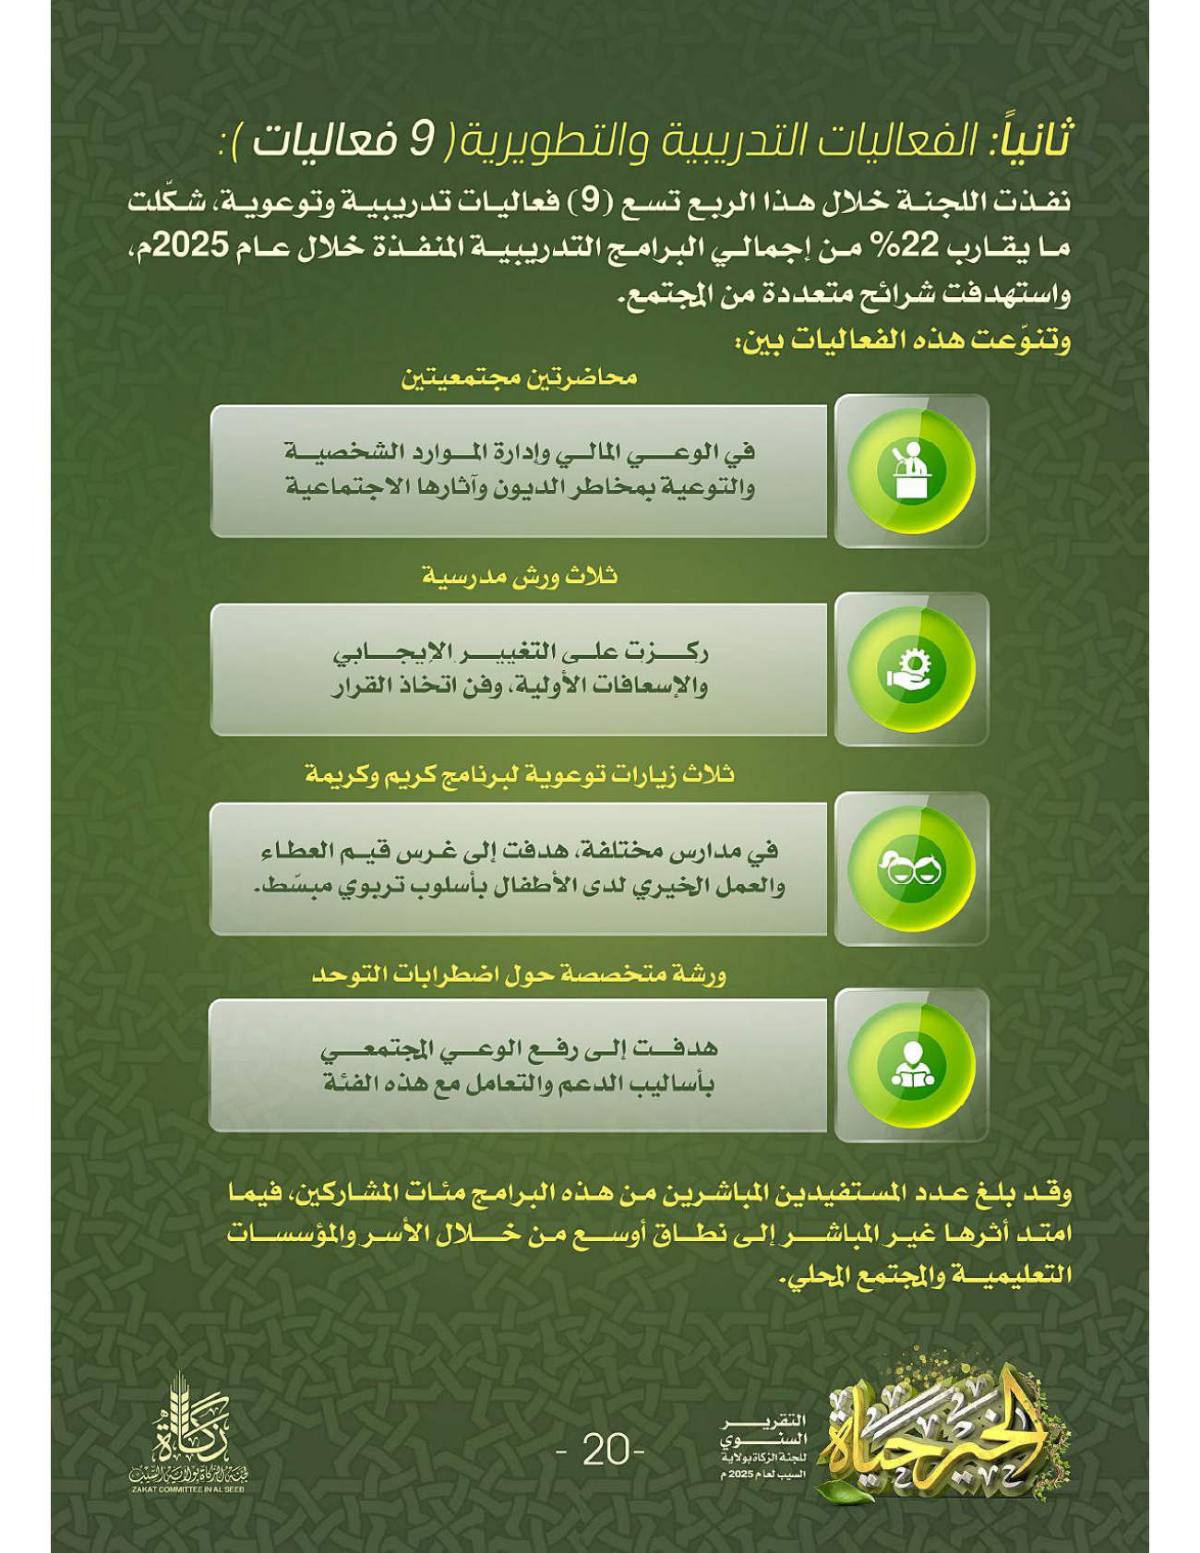 ثانياً: الفعاليات التدريبية والتطويرية( 9 فعاليات ):
نفذت اللجنة خلال هذا الربع تسع (9) فعاليات تدريبية وتوعوية، شكّلت
ما يقارب 22% من إجمالي البرامج التدريبية المنفذة خلال عام 2025م،
واستهدفت شرائح متعددة من المجتمع.
وتنوّعت هذه الفعاليات بين:
محاضرتين مجتمعيتين
في الوعي المالي وإدارة الموارد الشخصية
والتوعية بمخاطر الديون وآثارها الاجتماعية
ثلاث ورش مدرسية
ركزت على التغيير الإيجابي
والإسعافات الأولية، وفن اتخاذ القرار
ثلاث زيارات توعوية لبرنامج كريم وكريمة
في مدارس مختلفة، هدفت إلى غرس قيم العطاء
والعمل الخيري لدى الأطفال بأسلوب تربوي مبسّط.
ورشة متخصصة حول اضطرابات التوحد
هدفت إلى رفع الوعي المجتمعي
بأساليب الدعم والتعامل مع هذه الفئة
وقد بلغ عدد المستفيدين المباشرين من هذه البرامج مئات المشاركين، فيما
امتد أثرها غير المباشر إلى نطاق أوسع من خلال الأسر والمؤسسات
التعليمية والمجتمع المحلي.
الخير حياة
التقرير
السنوي
للجنة الزكاة بولاية
السيب لعام 2025 م
- 20 -
زكاة
لجنة الزكاة بولاية السيب
ZAKAT COMMITTEE IN AL SEEB